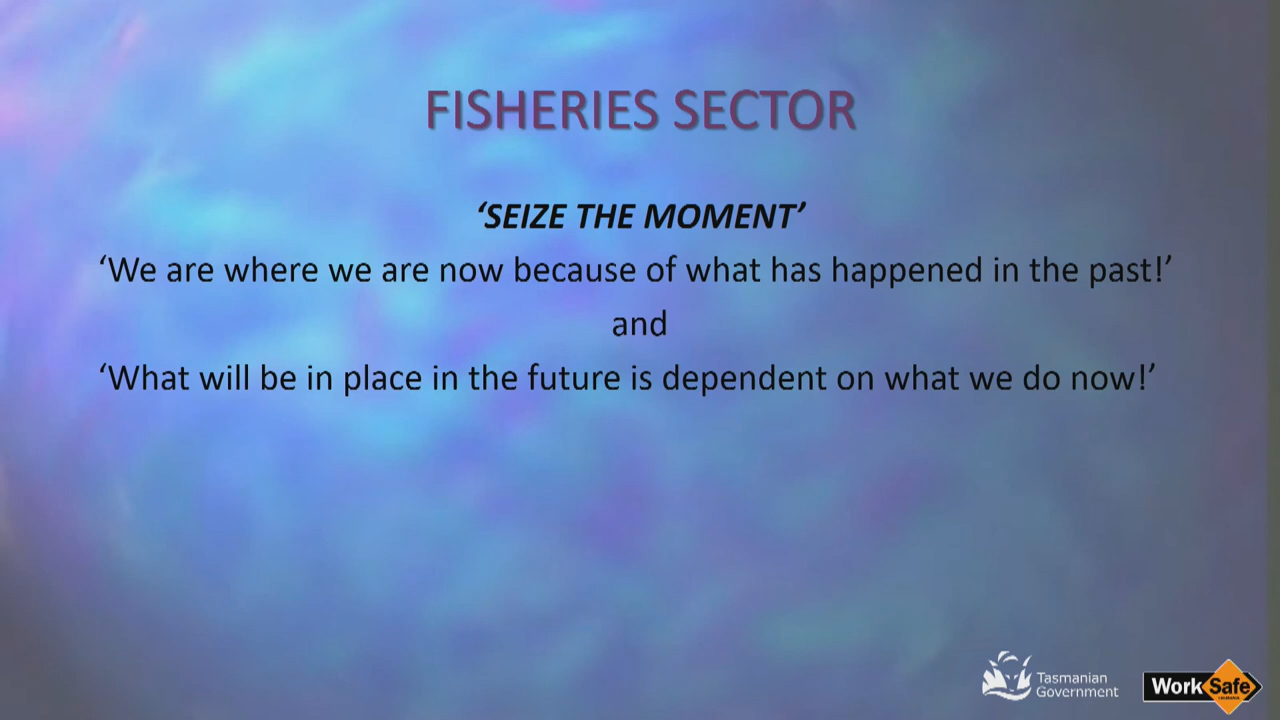 FISHERIES SECTOR
‘SEIZE THE MOMENT’
‘We are where we are now because of what has happened in the past!’
and
‘What will be in place in the future is dependent on what we do now!’
Tasmanian
Government
WorkSafe